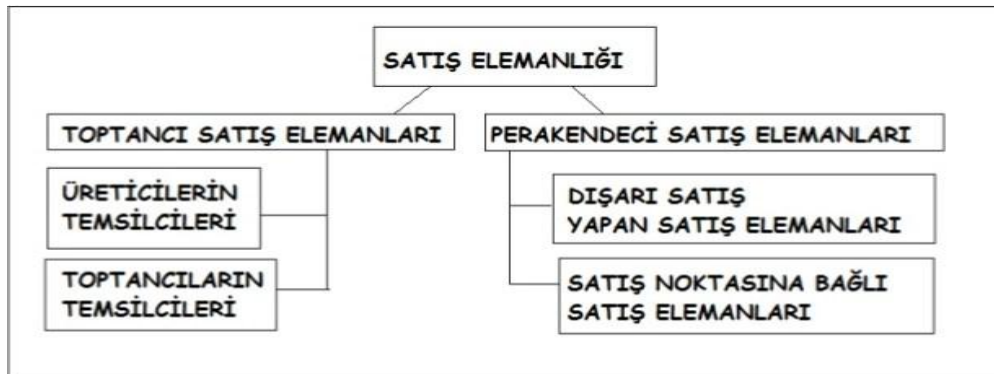 SATIŞ ELEMANLIĞI
TOPTANCI SATIŞ ELEMANLARI
PERAKENDECİ SATIŞ ELEMANLARI
ÜRETİCİLERİN
TEMSİLCİLERİ
TOPTANCILARIN
TEMSİLCİLERİ
DIŞARI SATIŞ
YAPAN SATIŞ ELEMANLARI
SATIŞ NOKTASINA BAĞLI
SATIŞ ELEMANLARI